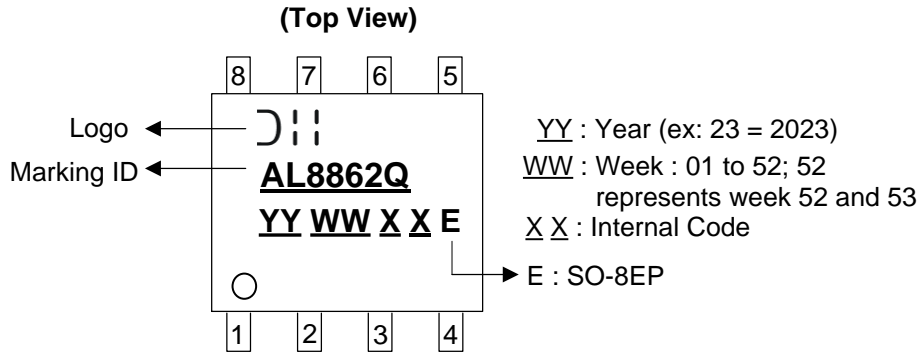 (Top View)
8 7 6 5
Logo
Marking ID
AL8862Q
YY WW X X E
1 2 3 4
YY : Year (ex: 23 = 2023)
WW : Week : 01 to 52; 52
represents week 52 and 53
X X : Internal Code
E : SO-8EP